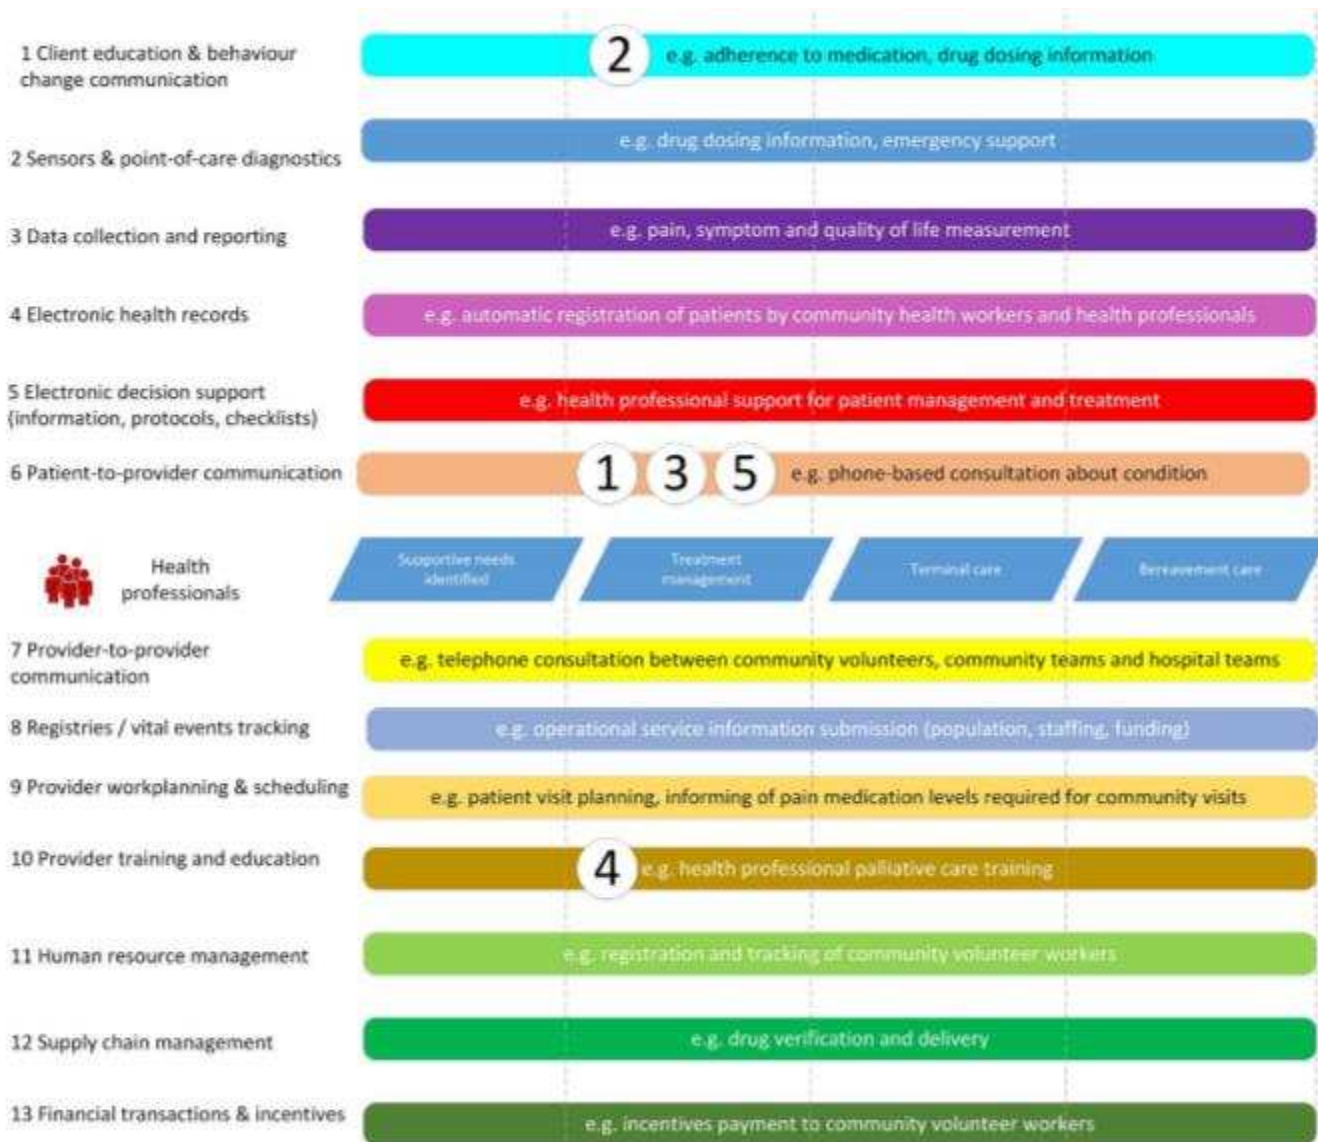 1 Client education & behaviour
change communication
2 e.g. adherence to medication, drug dosing information
2 Sensors & point-of-care diagnostics
e.g. drug dosing information, emergency support
3 Data collection and reporting
e.g. pain, symptom and quality of life measurement
4 Electronic health records
e.g. automatic registration of patients by community health workers and health professionals
5 Electronic decision support
(information, protocols, checklists)
e.g. health professional support for patient management and treatment
6 Patient-to-provider communication
1 3 5 e.g. phone-based consultation about condition
Health
professionals
Supportive needs
identified
Treatment
management
Terminal care
Bereavement care
7 Provider-to-provider
communication
e.g. telephone consultation between community volunteers, community teams and hospital teams
8 Registries / vital events tracking
e.g. operational service information submission (population, staffing, funding)
9 Provider workplanning & scheduling
e.g. patient visit planning, informing of pain medication levels required for community visits
10 Provider training and education
4 e.g. health professional palliative care training
11 Human resource management
e.g. registration and tracking of community volunteer workers
12 Supply chain management
e.g. drug verification and delivery
13 Financial transactions & incentives
e.g. incentives payment to community volunteer workers